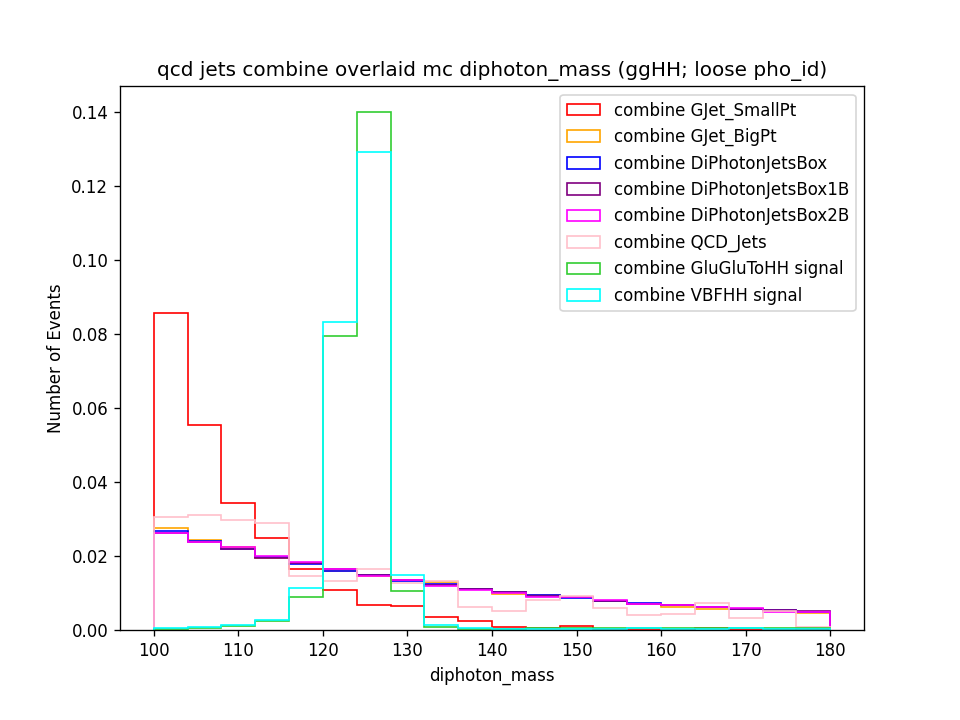 qcd jets combine overlaid mc diphoton_mass (ggHH; loose pho_id)
0.14
0.12
0.10
0.08
0.06
0.04
0.02
0.00
Number of Events
combine GJet_SmallPt
combine GJet_BigPt
combine DiPhotonJetsBox
combine DiPhotonJetsBox1B
combine DiPhotonJetsBox2B
combine QCD_Jets
combine GluGluToHH signal
combine VBFHH signal
100 110 120 130 140 150 160 170 180
diphoton_mass